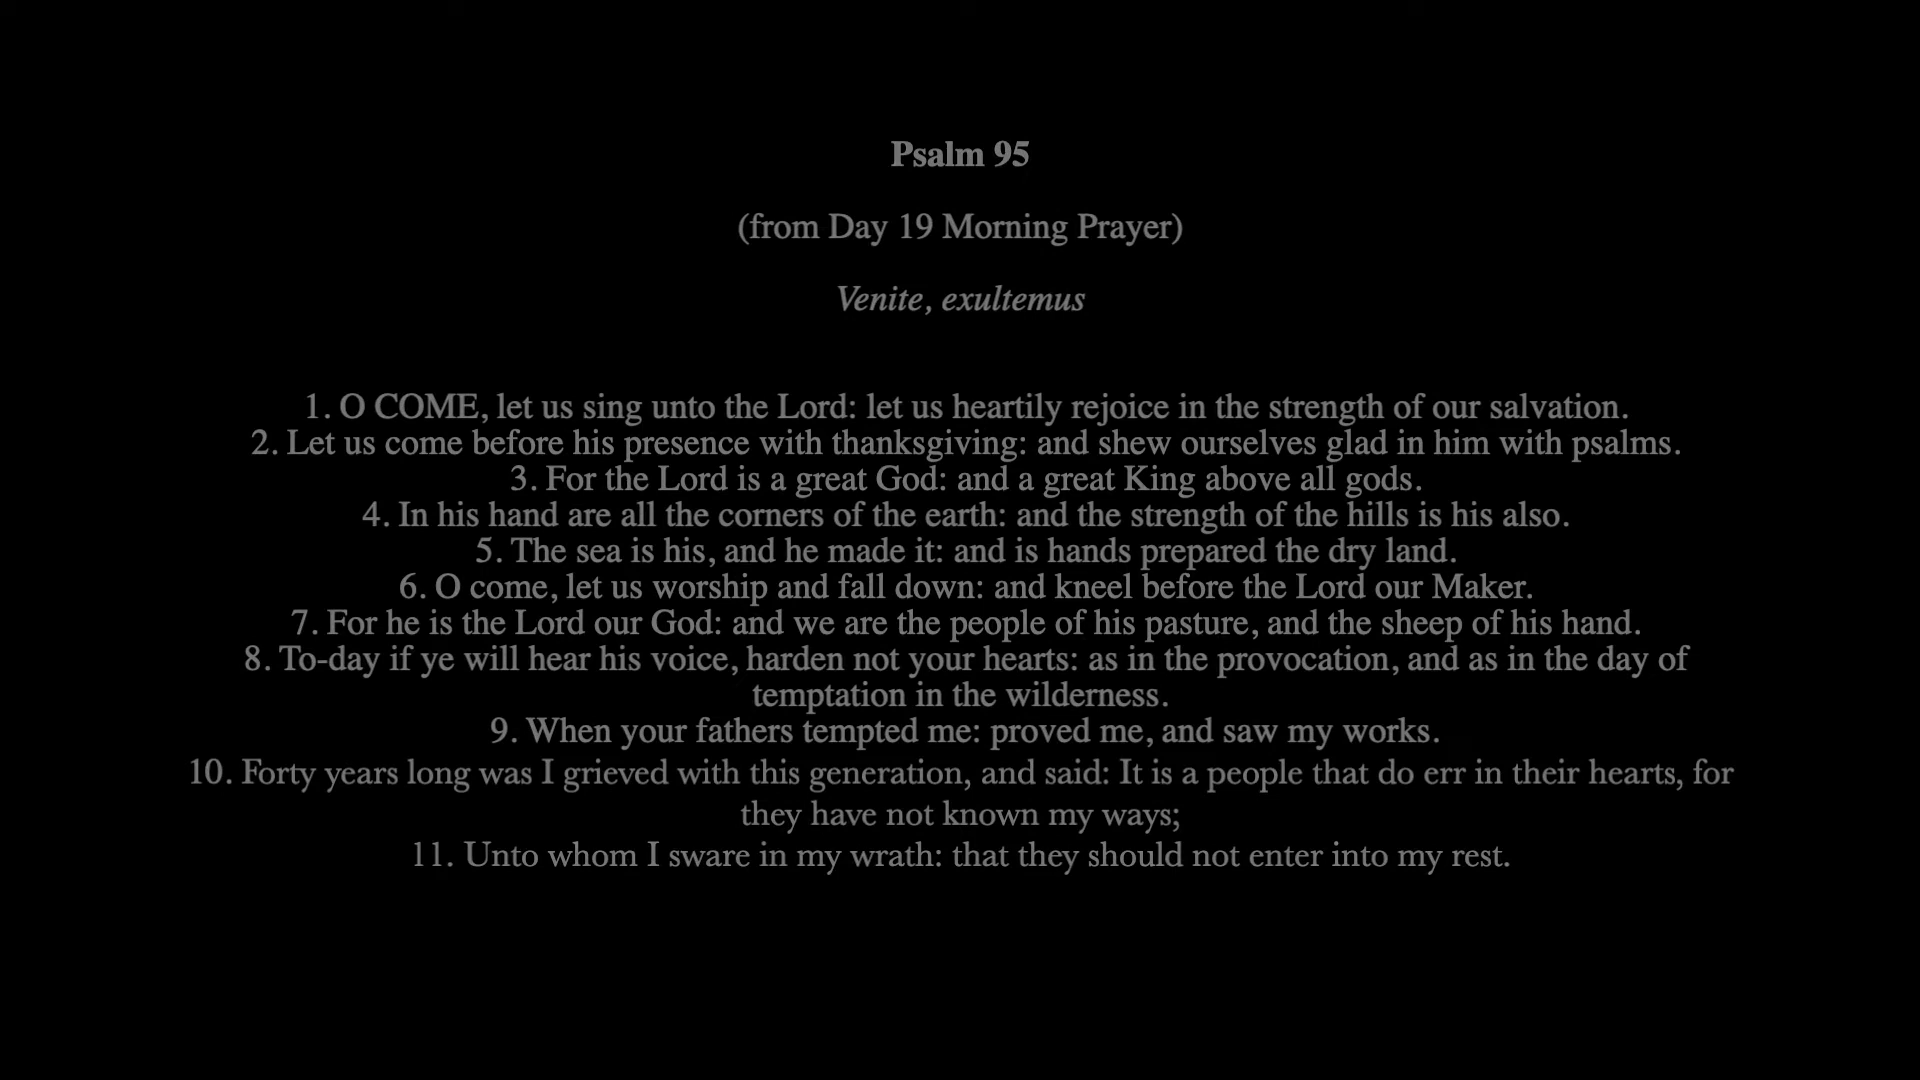 Psalm 95
(from Day 19 Morning Prayer)
Venite, exultemus
1. O COME, let us sing unto the Lord: let us heartily rejoice in the strength of our salvation.
2. Let us come before his presence with thanksgiving: and shew ourselves glad in him with psalms.
3. For the Lord is a great God: and a great King above all gods.
4. In his hand are all the corners of the earth: and the strength of the hills is his also.
5. The sea is his, and he made it: and is hands prepared the dry land.
6. O come, let us worship and fall down: and kneel before the Lord our Maker.
7. For he is the Lord our God: and we are the people of his pasture, and the sheep of his hand.
8. To-day if ye will hear his voice, harden not your hearts: as in the provocation, and as in the day of
temptation in the wilderness.
9. When your fathers tempted me: proved me, and saw my works.
10. Forty years long was I grieved with this generation, and said: It is a people that do err in their hearts, for
they have not known my ways;
11. Unto whom I sware in my wrath: that they should not enter into my rest.